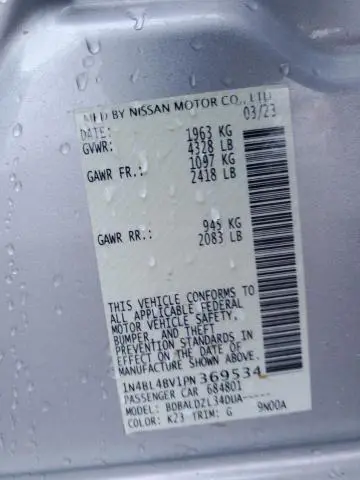 MFD BY NISSAN MOTOR CO., LTD
DATE: 03/23
GVWR: 1963 KG
4328 LB
GAWR FR.: 1097 KG
2418 LB
GAWR RR.: 945 KG
2083 LB
THIS VEHICLE CONFORMS TO
ALL APPLICABLE FEDERAL
MOTOR VEHICLE SAFETY,
BUMPER, AND THEFT
PREVENTION STANDARDS IN
EFFECT ON THE DATE OF
MANUFACTURE SHOWN ABOVE.
1N4BL4BV1PN369534
PASSENGER CAR 684801
MODEL: BDBALDZL34DUA-----
COLOR: K23 TRIM: G 9N00A